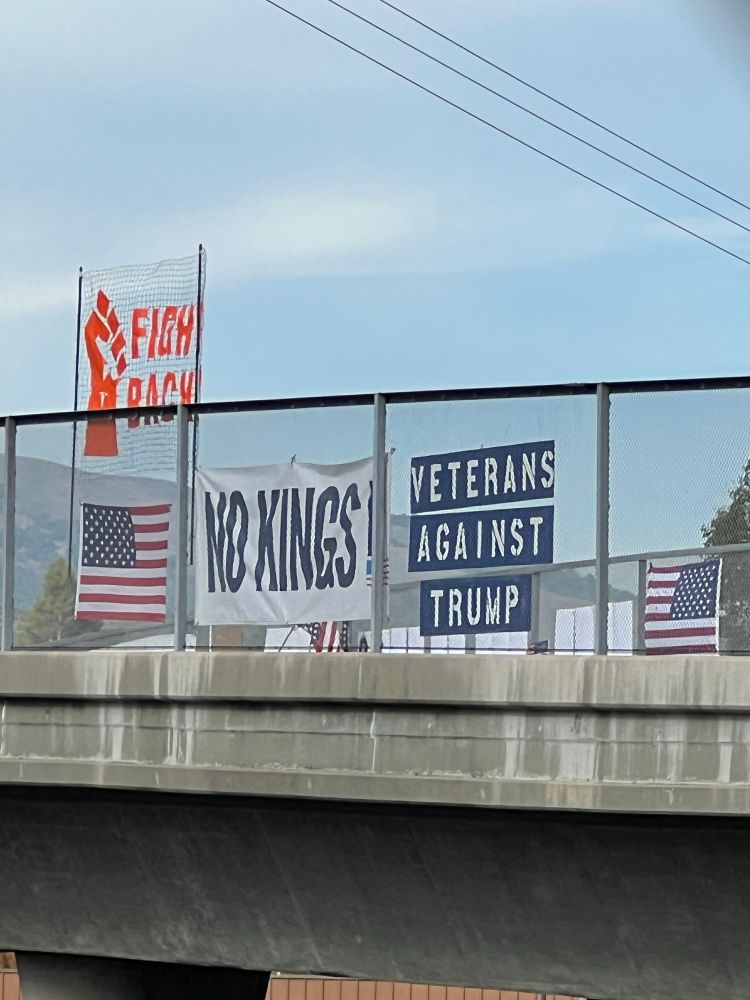 FIGHT
BACK
NO KINGS
VETERANS
AGAINST
TRUMP